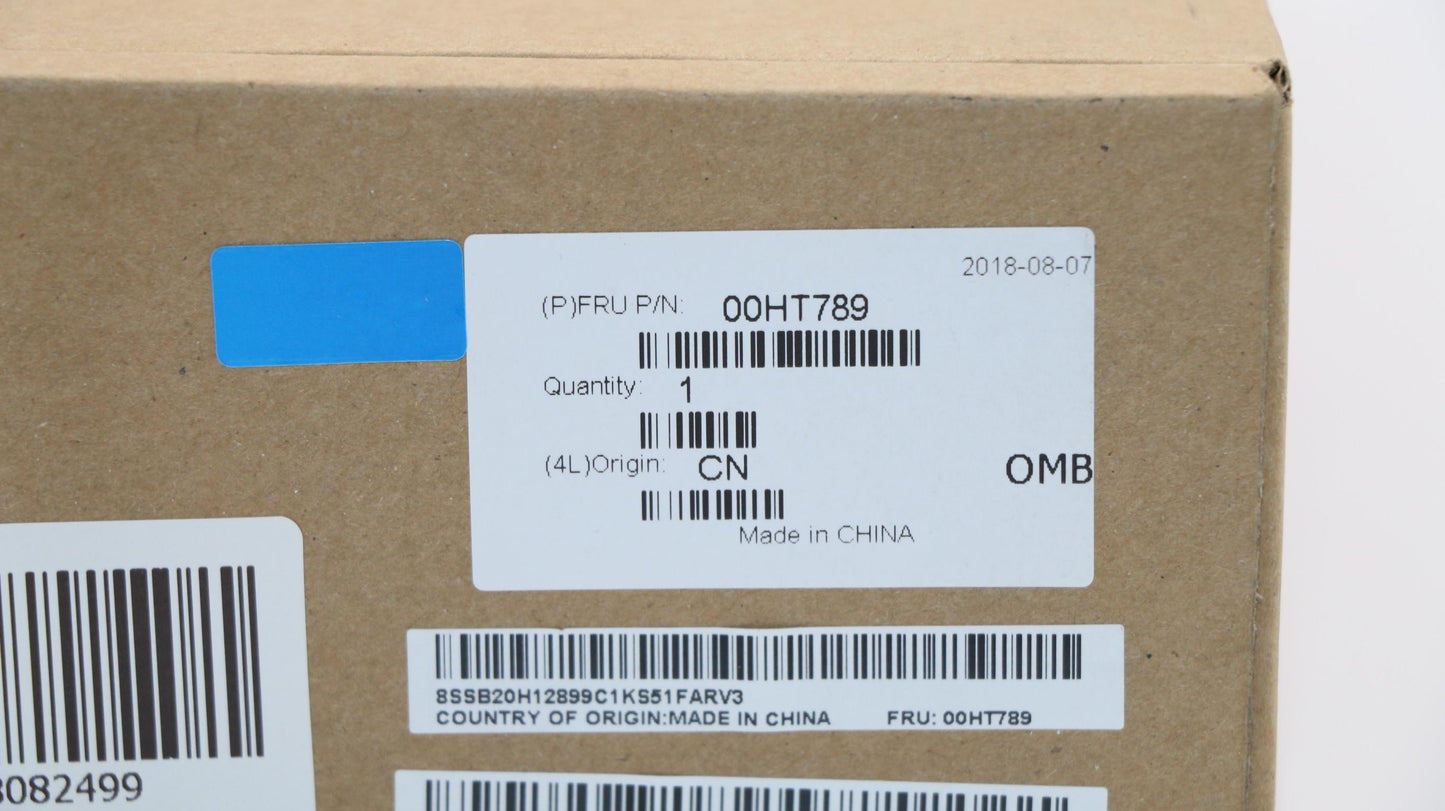 2018-08-07
(P)FRU P/N: 00HT789
Quantity: 1
(4L)Origin: CN
OMB
Made in CHINA
8SSB20H12899C1KS51FARV3
COUNTRY OF ORIGIN:MADE IN CHINA FRU: 00HT789
082499